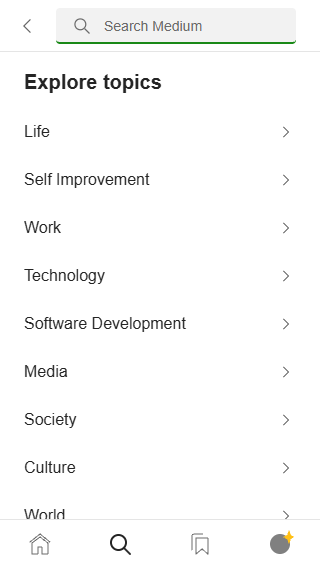 Search Medium
Explore topics
Life
Self Improvement
Work
Technology
Software Development
Media
Society
Culture
World